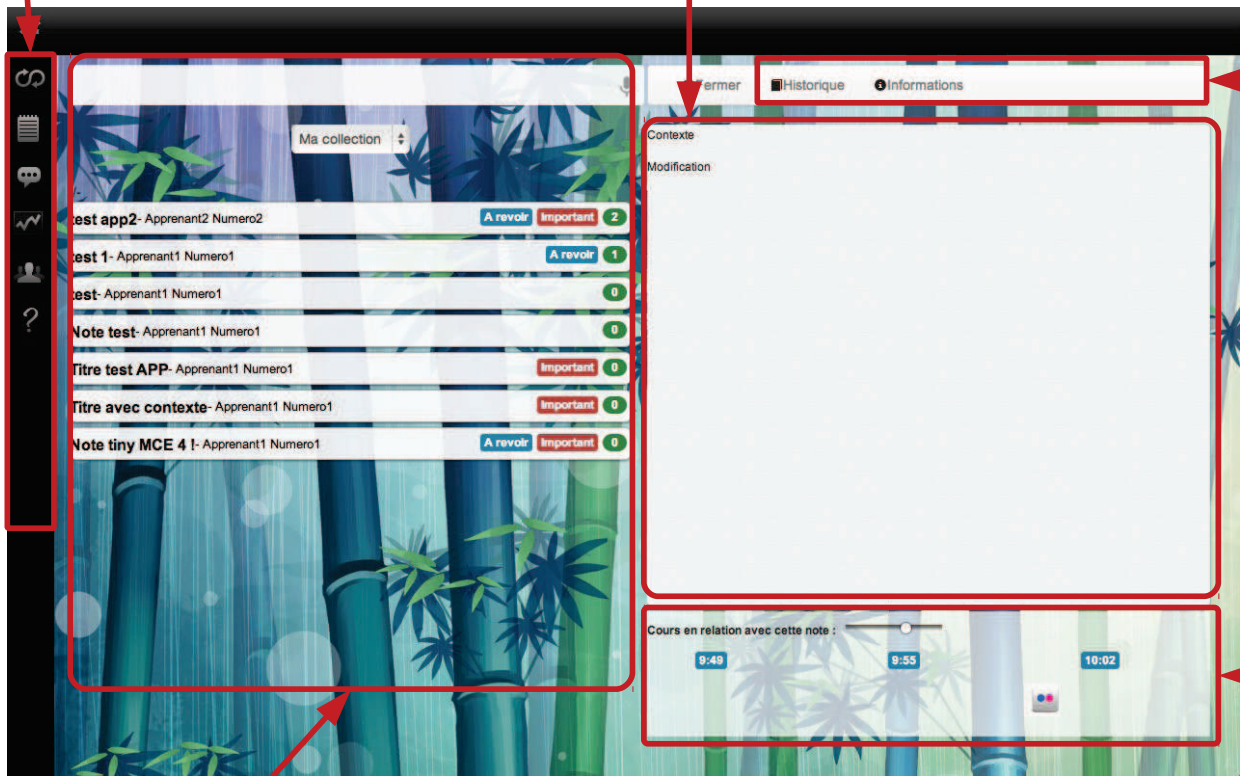 Fermer Historique Informations
Ma collection
Contexte
Modification
test app2- Apprenant2 Numero2 A revoir Important 2
test 1- Apprenant1 Numero1 A revoir 1
test- Apprenant1 Numero1 0
Note test- Apprenant1 Numero1 0
Titre test APP- Apprenant1 Numero1 Important 0
Titre avec contexte- Apprenant1 Numero1 Important 0
Note tiny MCE 4 !- Apprenant1 Numero1 A revoir Important 0
Cours en relation avec cette note :
9:49 9:55 10:02